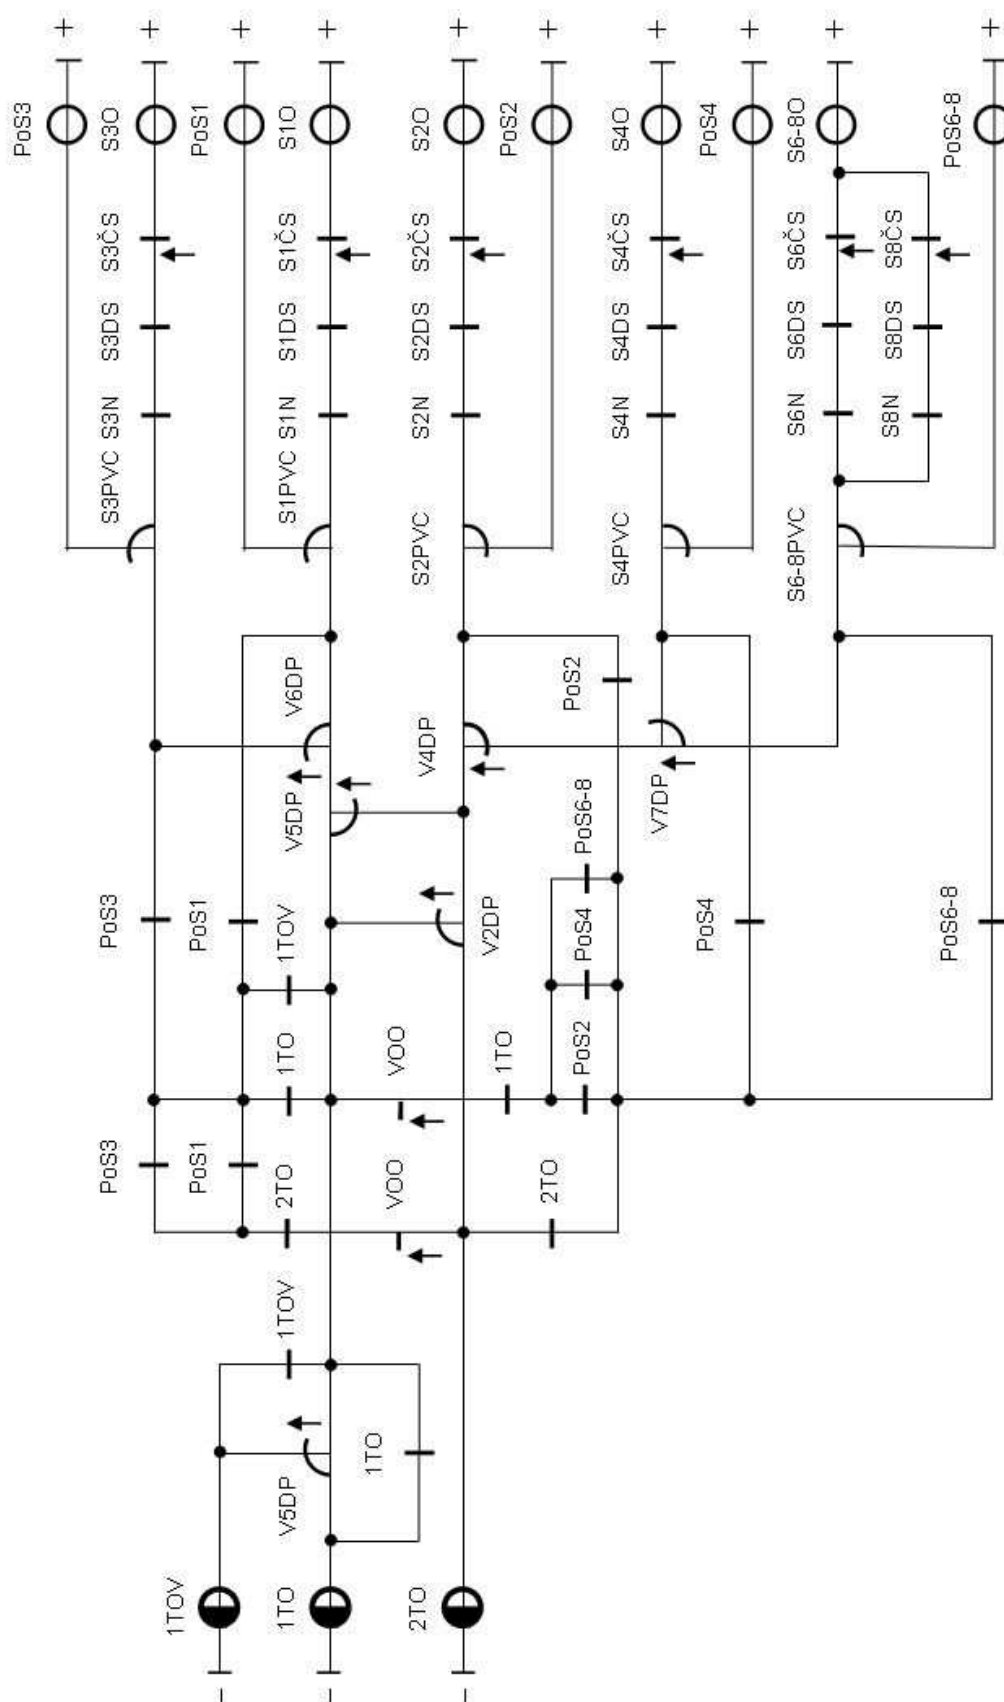 PoS3 +
PoS3 PoS3 S3PVC S3N S3DS S3ČS S3O +
- 1TOV PoS1 PoS1 PoS1 +
- 1TO V5DP 1TOV 2TO 1TO 1TOV V5DP V6DP S1PVC S1N S1DS S1ČS S1O +
1TO VOO VOO
- 2TO V4DP S2PVC S2N S2DS S2ČS S2O +
1TO V2DP PoS2 +
2TO PoS2 PoS4 PoS6-8 PoS2
S4PVC S4N S4DS S4ČS S4O +
V7DP
PoS4 PoS4 +
S6-8PVC S6N S6DS S6ČS S6-8O +
S8N S8DS S8ČS
PoS6-8 PoS6-8 +